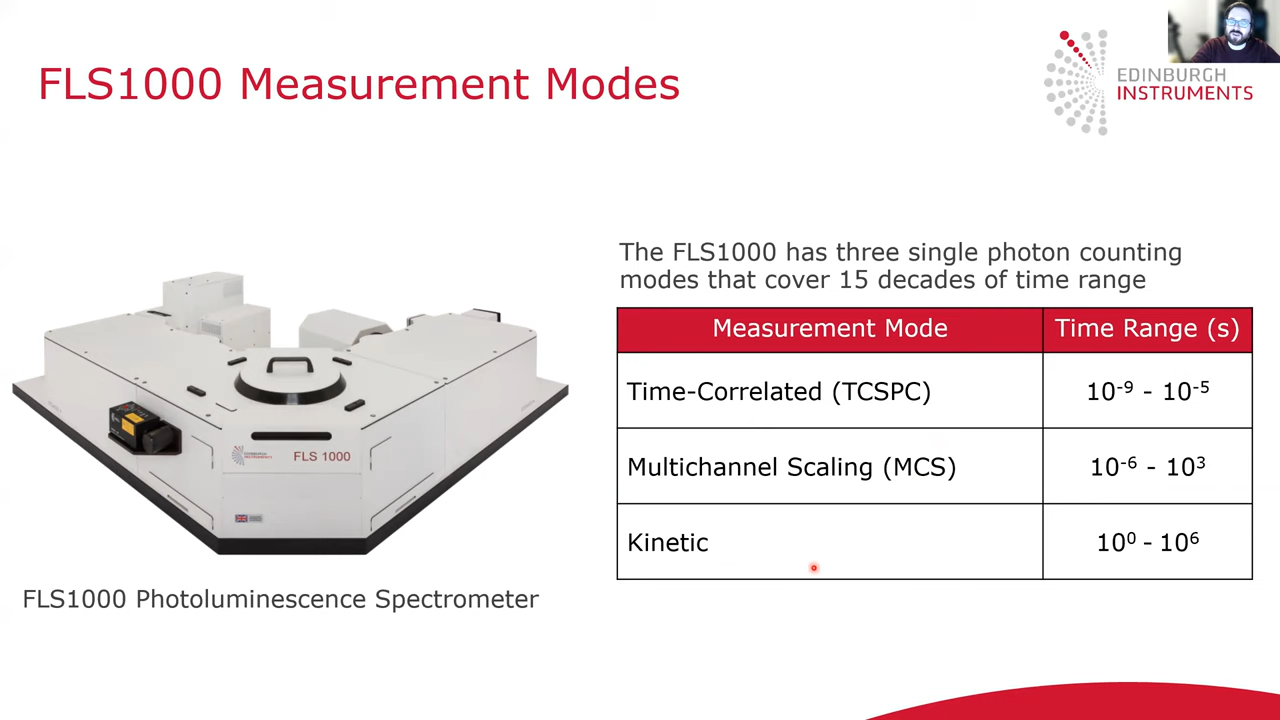 FLS1000 Measurement Modes
EDINBURGH
INSTRUMENTS
The FLS1000 has three single photon counting
modes that cover 15 decades of time range
Measurement Mode Time Range (s)
Time-Correlated (TCSPC) 10⁻⁹ - 10⁻⁵
Multichannel Scaling (MCS) 10⁻⁶ - 10³
Kinetic 10⁰ - 10⁶
EDINBURGH
INSTRUMENTS
FLS 1000
FLS1000 Photoluminescence Spectrometer